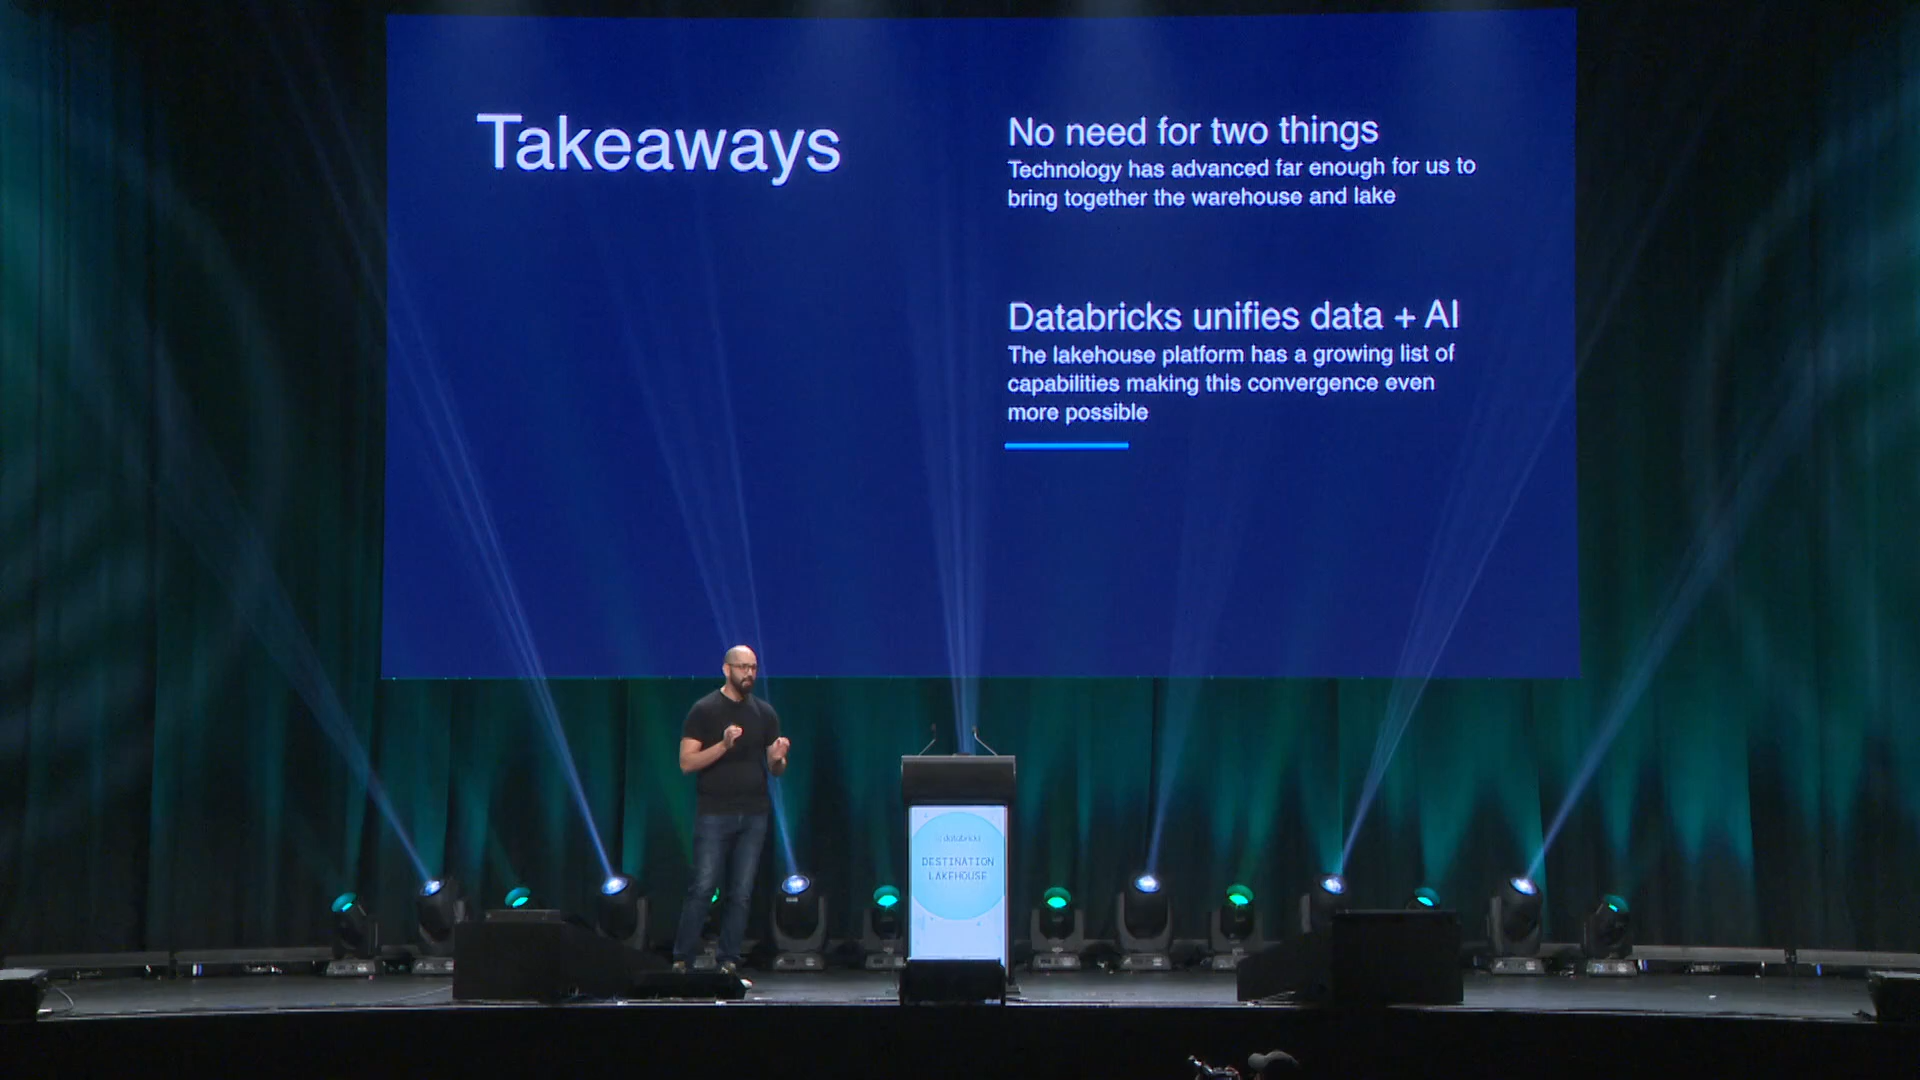 Takeaways
No need for two things
Technology has advanced far enough for us to
bring together the warehouse and lake
Databricks unifies data + AI
The lakehouse platform has a growing list of
capabilities making this convergence even
more possible
databricks
DESTINATION
LAKEHOUSE